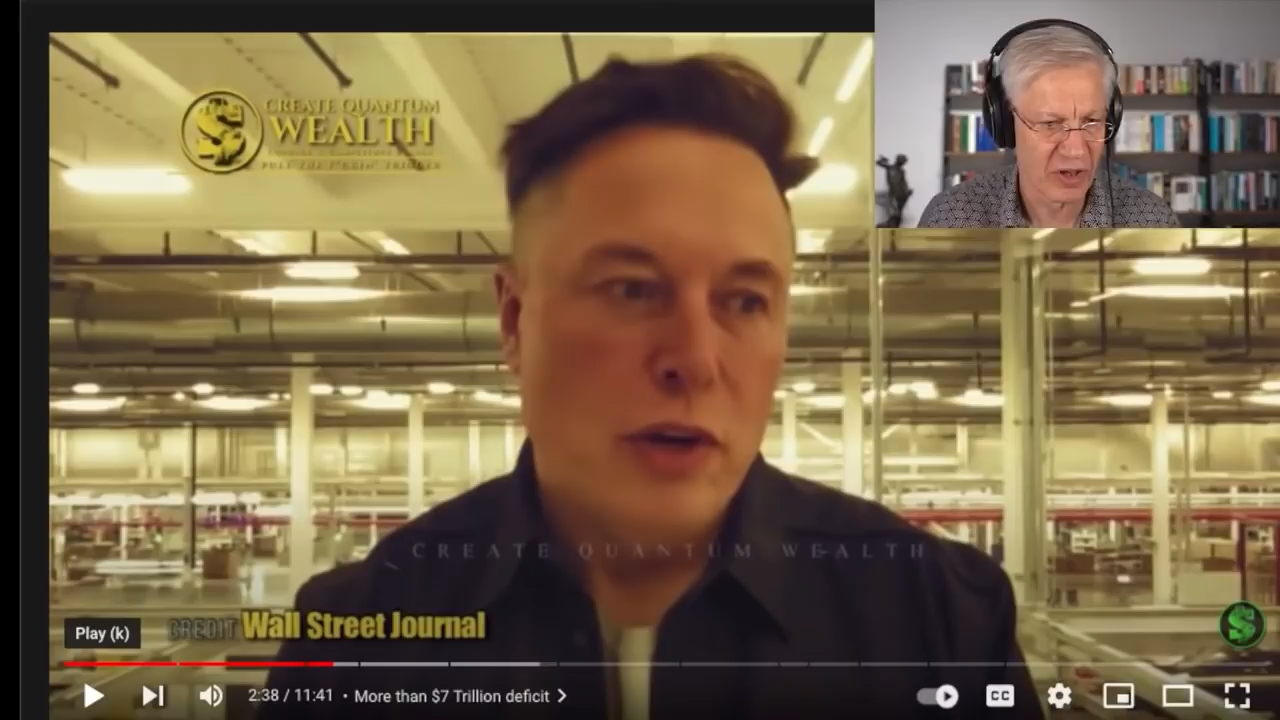 CREATE QUANTUM
WEALTH
CREATE QUANTUM WEALTH
CREDIT Wall Street Journal
Play (k)
2:38 / 11:41 • More than $7 Trillion deficit
CC